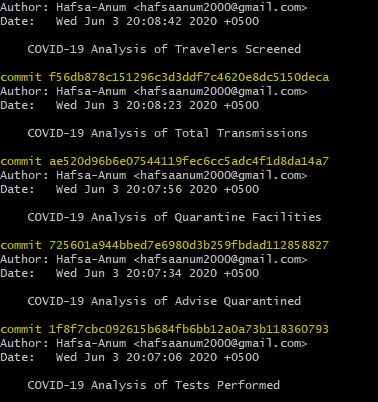 Author: Hafsa-Anum <hafsaanum2000@gmail.com>
Date:   Wed Jun 3 20:08:42 2020 +0500
COVID-19 Analysis of Travelers Screened
commit f56db878c151296c3d3ddf7c4620e8dc5150deca
Author: Hafsa-Anum <hafsaanum2000@gmail.com>
Date:   Wed Jun 3 20:08:23 2020 +0500
COVID-19 Analysis of Total Transmissions
commit ae520d96b6e07544119fec6cc5adc4f1d8da14a7
Author: Hafsa-Anum <hafsaanum2000@gmail.com>
Date:   Wed Jun 3 20:07:56 2020 +0500
COVID-19 Analysis of Quarantine Facilities
commit 725601a944bbed7e6980d3b259fbdad112858827
Author: Hafsa-Anum <hafsaanum2000@gmail.com>
Date:   Wed Jun 3 20:07:34 2020 +0500
COVID-19 Analysis of Advise Quarantined
commit 1f8f7cbc092615b684fb6bb12a0a73b118360793
Author: Hafsa-Anum <hafsaanum2000@gmail.com>
Date:   Wed Jun 3 20:07:06 2020 +0500
COVID-19 Analysis of Tests Performed